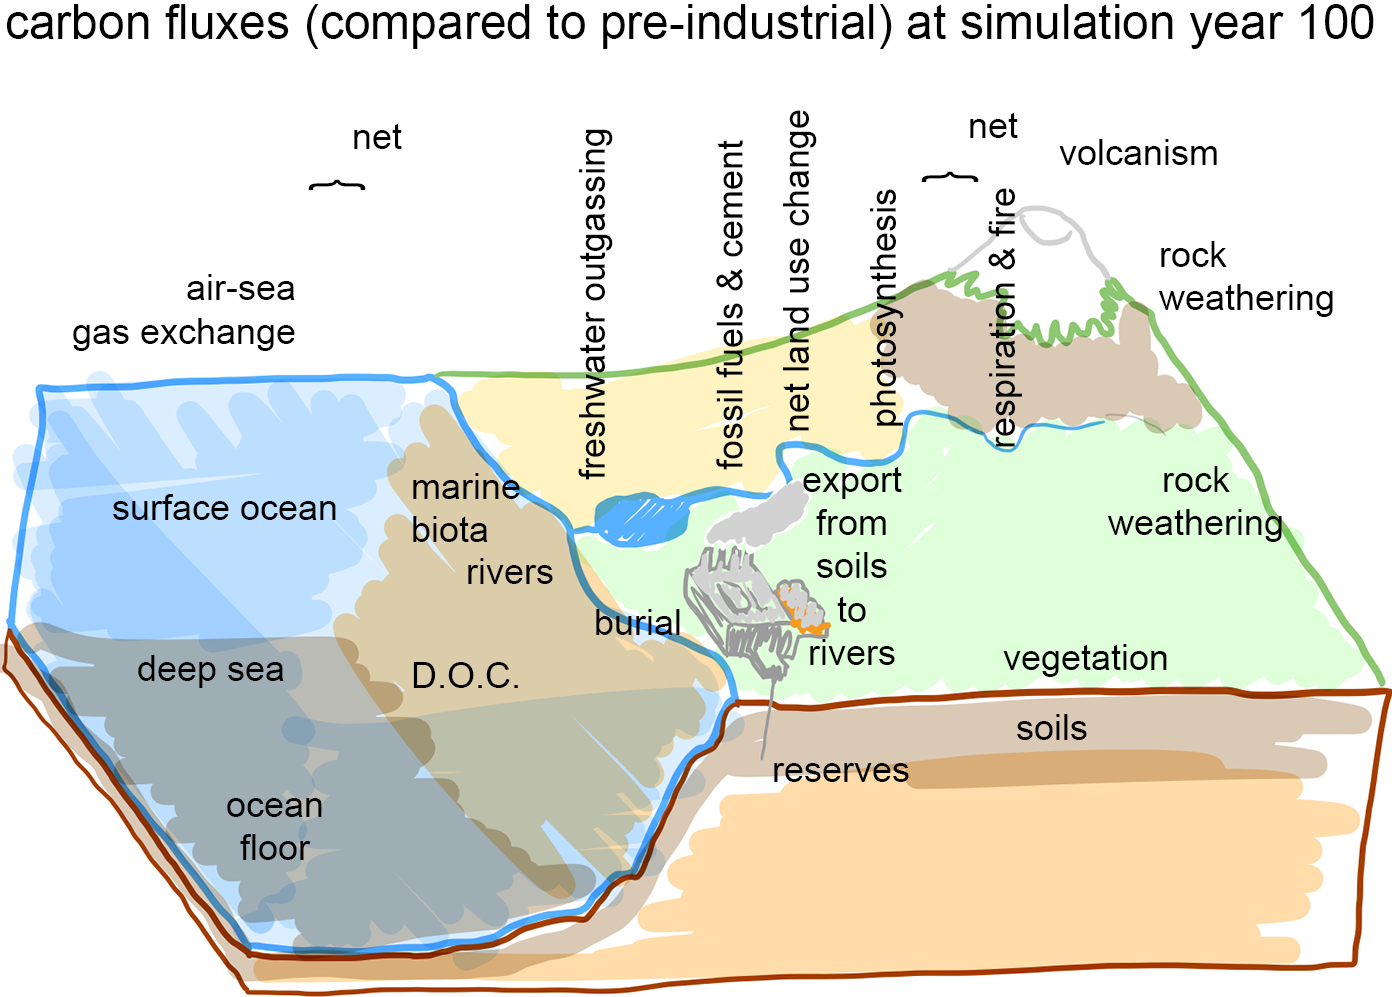 carbon fluxes (compared to pre-industrial) at simulation year 100
net
net
volcanism
air-sea
gas exchange
freshwater outgassing
fossil fuels & cement
net land use change
photosynthesis
respiration & fire
rock
weathering
surface ocean
marine
biota
rivers
export
from
soils
to
rivers
rock
weathering
burial
deep sea
D.O.C.
vegetation
soils
reserves
ocean
floor